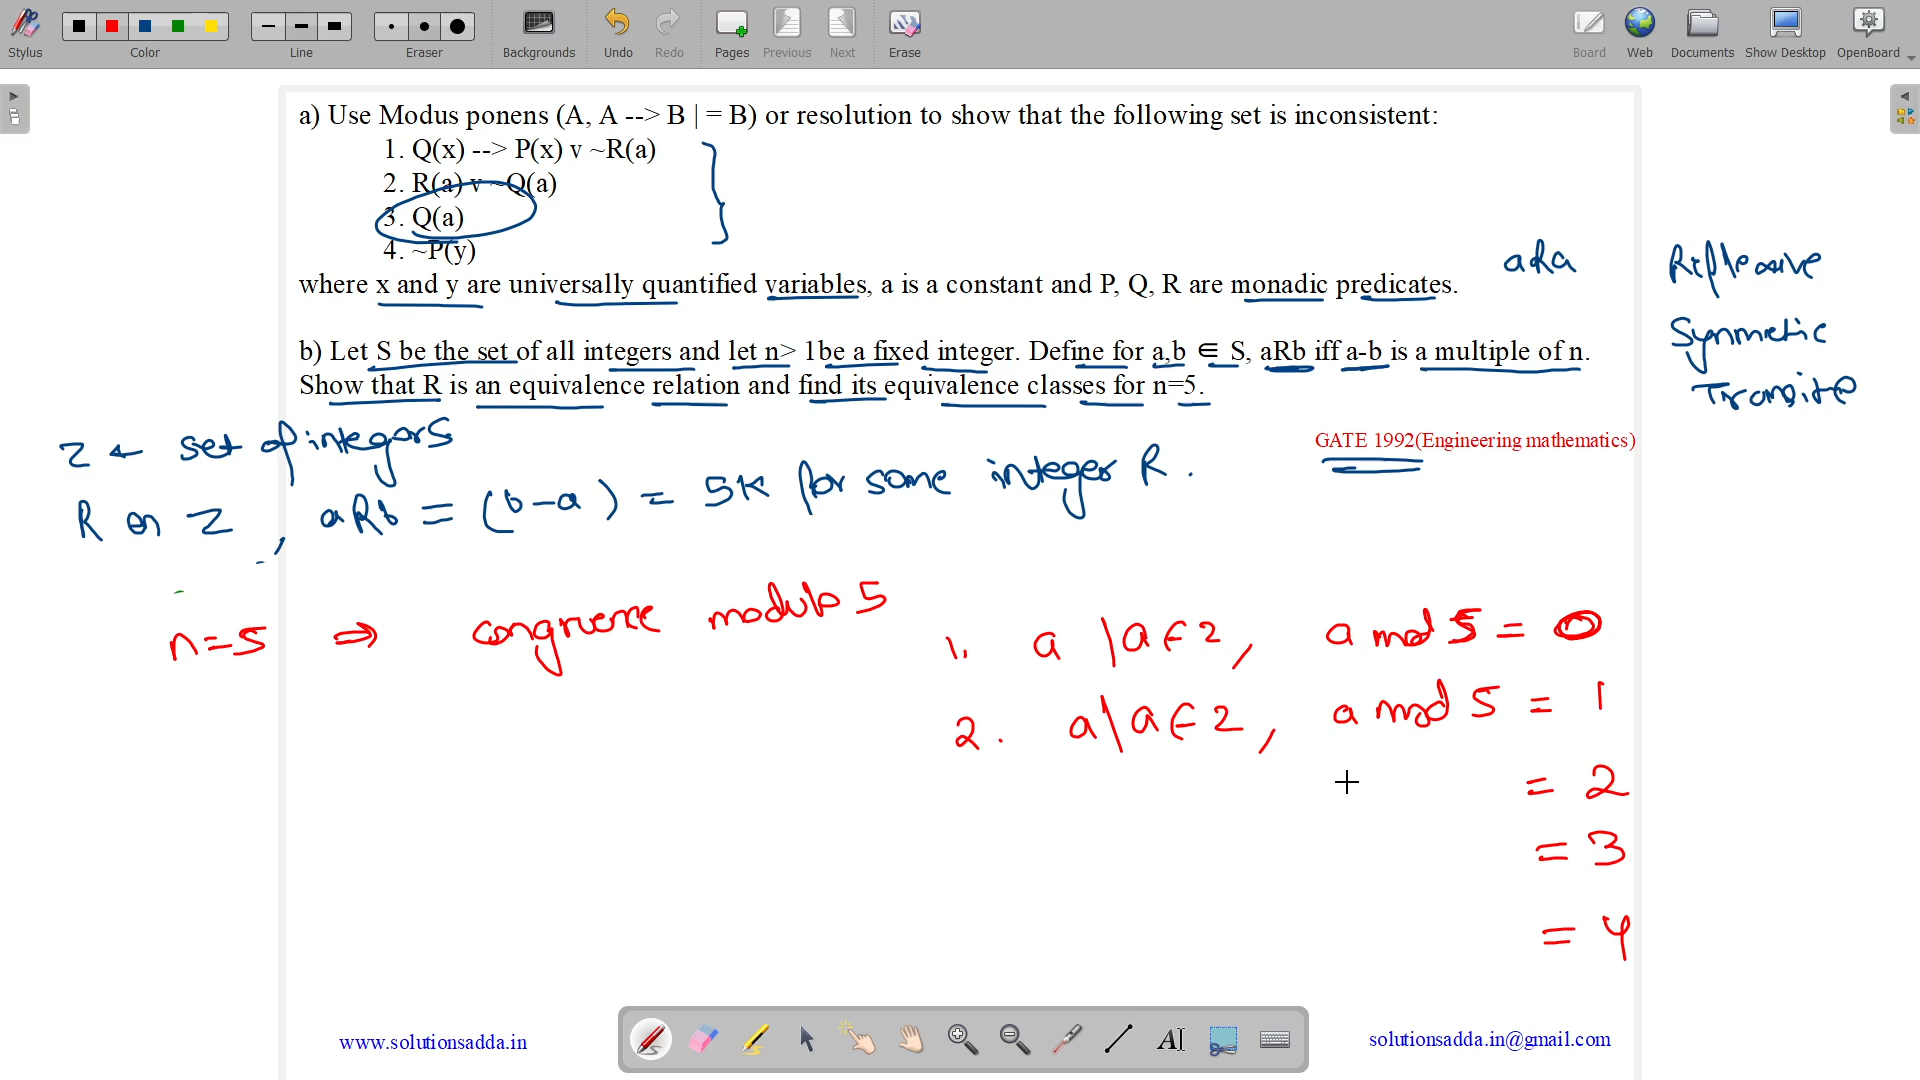 Stylus Color Line Eraser Backgrounds Undo Redo Pages Previous Next Erase Board Web Documents Show Desktop OpenBoard
a) Use Modus ponens (A, A --> B | = B) or resolution to show that the following set is inconsistent:
1. Q(x) --> P(x) v ~R(a)
2. R(a) v ~Q(a)
3. Q(a)
4. ~P(y)
where x and y are universally quantified variables, a is a constant and P, Q, R are monadic predicates.
aRa
Reflexive
Symmetic
b) Let S be the set of all integers and let n> 1be a fixed integer. Define for a,b ∈ S, aRb iff a-b is a multiple of n.
Show that R is an equivalence relation and find its equivalence classes for n=5.
Transitive
GATE 1992(Engineering mathematics)
Z ← set of integers
R on Z, aRb = (b-a) = 5K for some integer R.
n=5 ⇒ congruence modulo 5
1. a |a ∈ Z, a mod 5 = 0
2. a|a ∈ Z, a mod 5 = 1
= 2
= 3
= 4
www.solutionsadda.in
solutionsadda.in@gmail.com